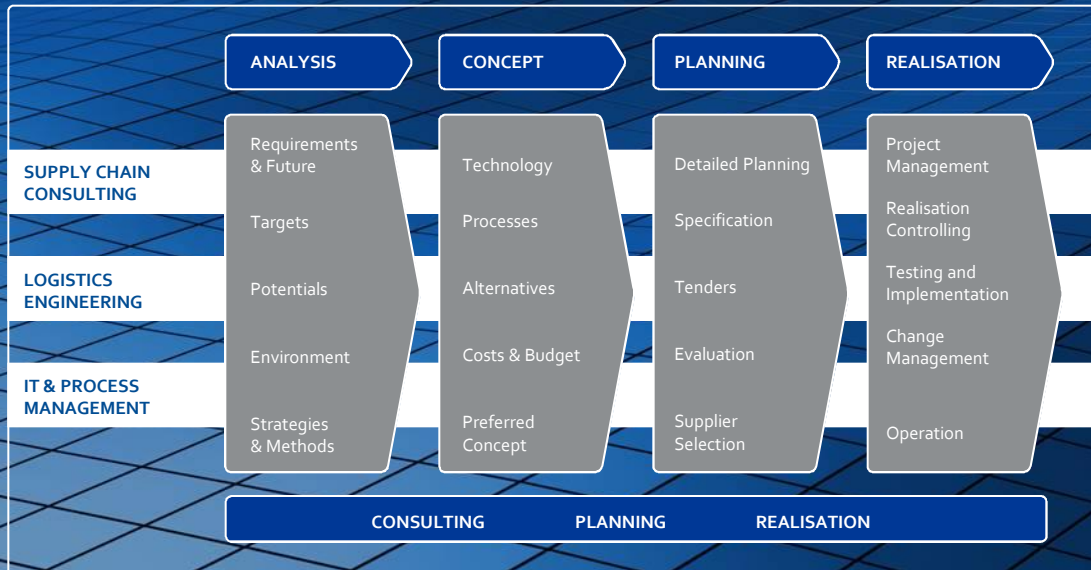 ANALYSIS
CONCEPT
PLANNING
REALISATION
SUPPLY CHAIN
CONSULTING
LOGISTICS
ENGINEERING
IT & PROCESS
MANAGEMENT
Requirements
& Future
Targets
Potentials
Environment
Strategies
& Methods
Technology
Processes
Alternatives
Costs & Budget
Preferred
Concept
Detailed Planning
Specification
Tenders
Evaluation
Supplier
Selection
Project
Management
Realisation
Controlling
Testing and
Implementation
Change
Management
Operation
CONSULTING PLANNING REALISATION